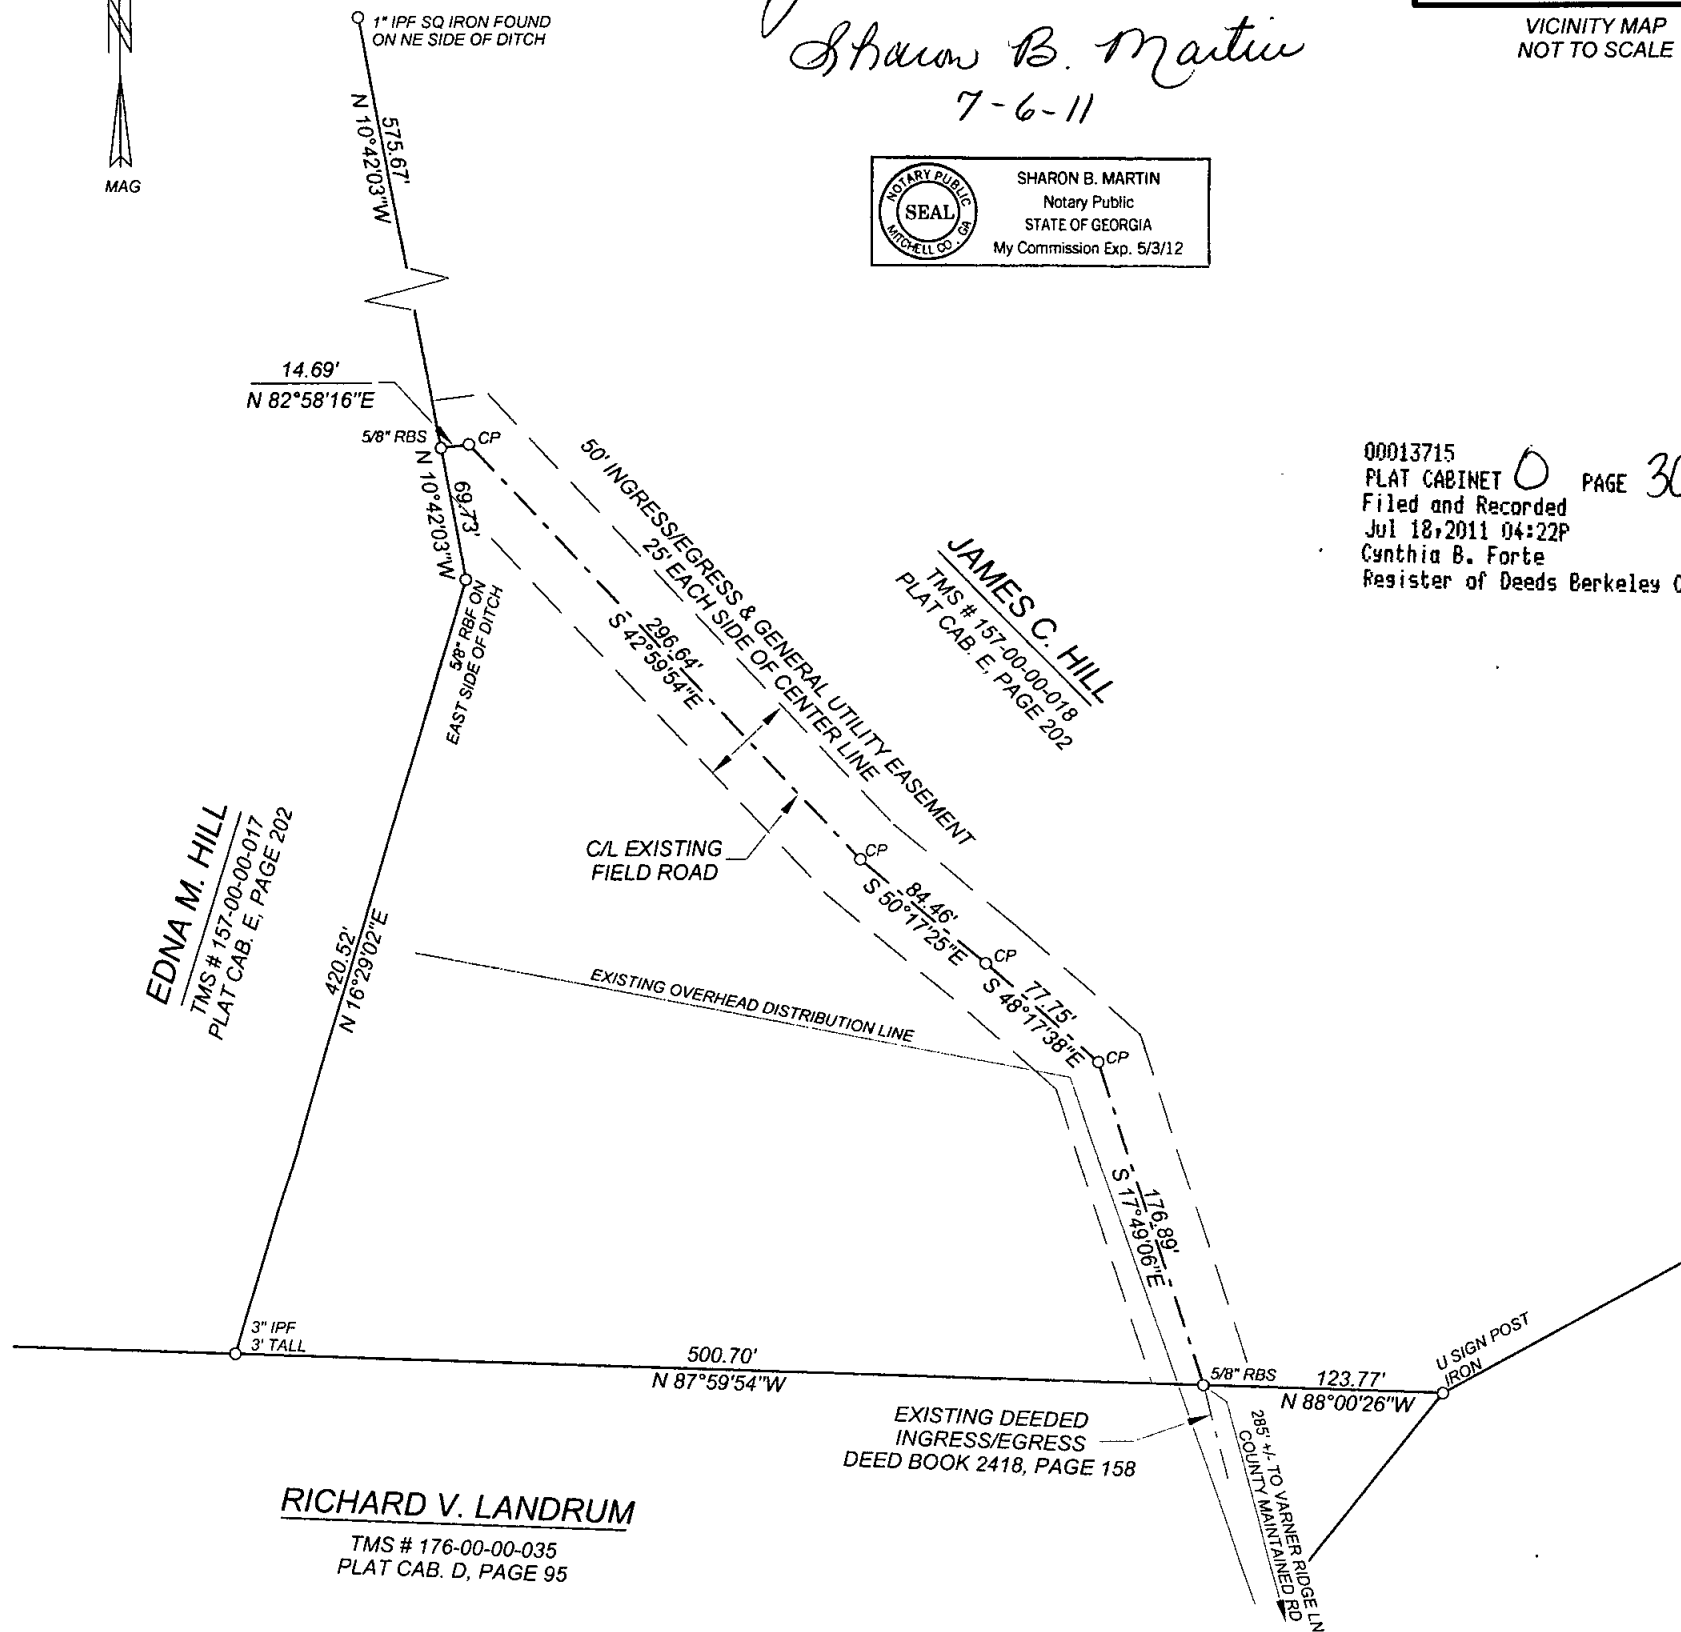 1" IPF SQ IRON FOUND
ON NE SIDE OF DITCH
Sharon B. Martin
7-6-11
VICINITY MAP
NOT TO SCALE
N
MAG
575.67'
N 10°42'03"W
NOTARY PUBLIC
SEAL
MITCHELL CO. GA
SHARON B. MARTIN
Notary Public
STATE OF GEORGIA
My Commission Exp. 5/3/12
14.69'
N 82°58'16"E
5/8" RBS
CP
69.73'
N 10°42'03"W
5/8" RBF ON
EAST SIDE OF DITCH
50' INGRESS/EGRESS & GENERAL UTILITY EASEMENT
25' EACH SIDE OF CENTER LINE
296.64'
S 42°59'54"E
JAMES C. HILL
TMS # 157-00-00-018
PLAT CAB. E, PAGE 202
00013715
PLAT CABINET O PAGE 30
Filed and Recorded
Jul 18,2011 04:22P
Cynthia B. Forte
Register of Deeds Berkeley C
EDNA M. HILL
TMS # 157-00-00-017
PLAT CAB. E, PAGE 202
C/L EXISTING
FIELD ROAD
CP
84.46'
S 50°17'25"E
CP
77.75'
S 48°17'38"E
CP
420.52'
N 16°29'02"E
EXISTING OVERHEAD DISTRIBUTION LINE
176.89'
S 17°49'06"E
3" IPF
3' TALL
500.70'
N 87°59'54"W
5/8" RBS
123.77'
N 88°00'26"W
U SIGN POST
IRON
EXISTING DEEDED
INGRESS/EGRESS
DEED BOOK 2418, PAGE 158
285' +/- TO VARNER RIDGE LN
COUNTY MAINTAINED RD
RICHARD V. LANDRUM
TMS # 176-00-00-035
PLAT CAB. D, PAGE 95